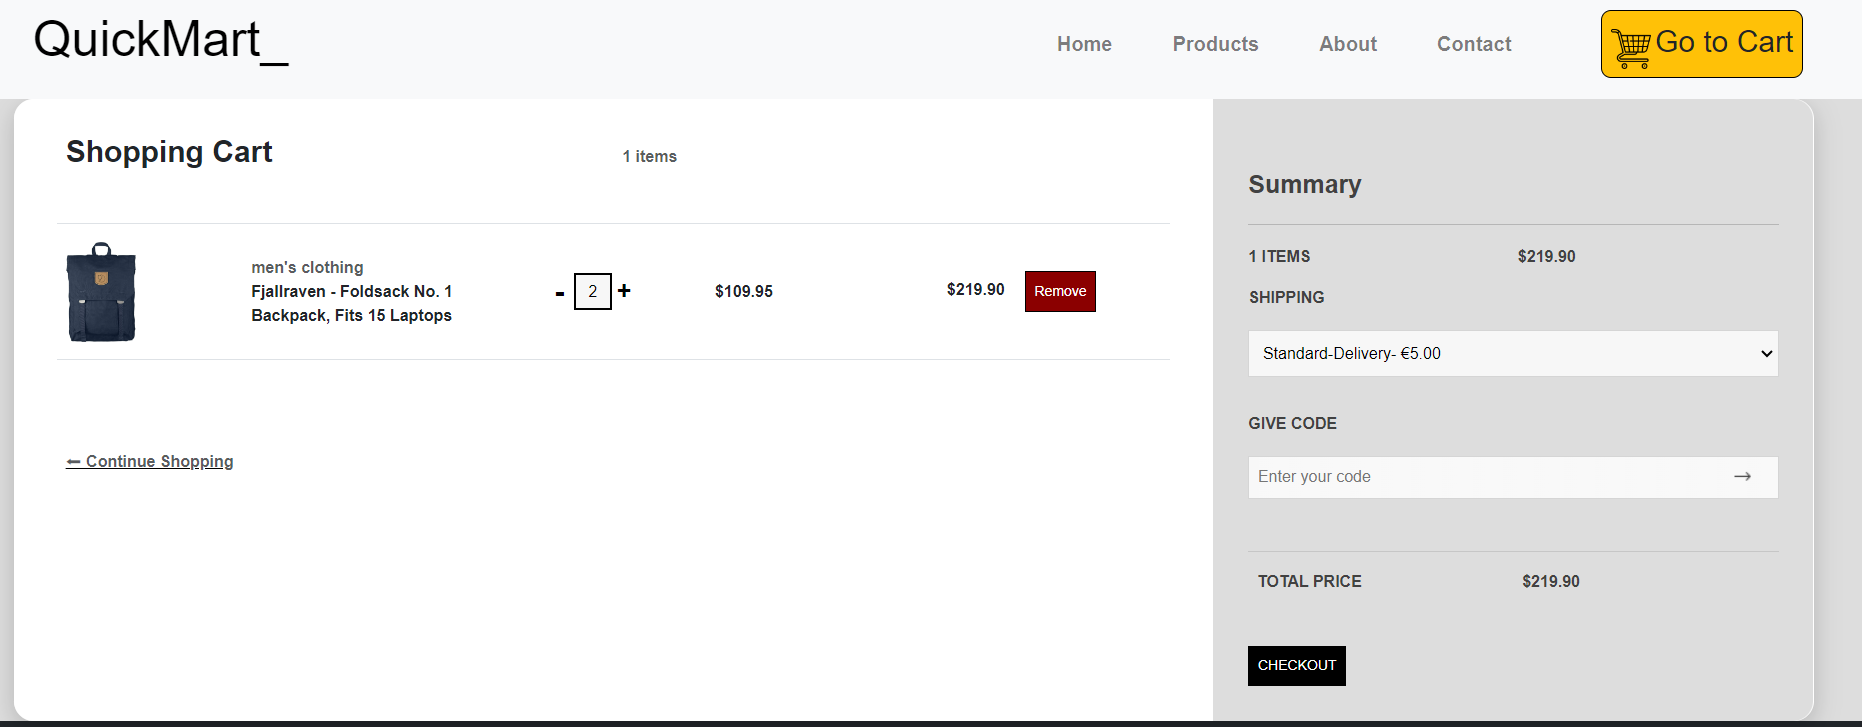 QuickMart_
Home
Products
About
Contact
Go to Cart
Shopping Cart
1 items
men's clothing
Fjallraven - Foldsack No. 1
Backpack, Fits 15 Laptops
- 2 +
$109.95
$219.90
Remove
← Continue Shopping
Summary
1 ITEMS $219.90
SHIPPING
Standard-Delivery- €5.00
GIVE CODE
Enter your code →
TOTAL PRICE $219.90
CHECKOUT